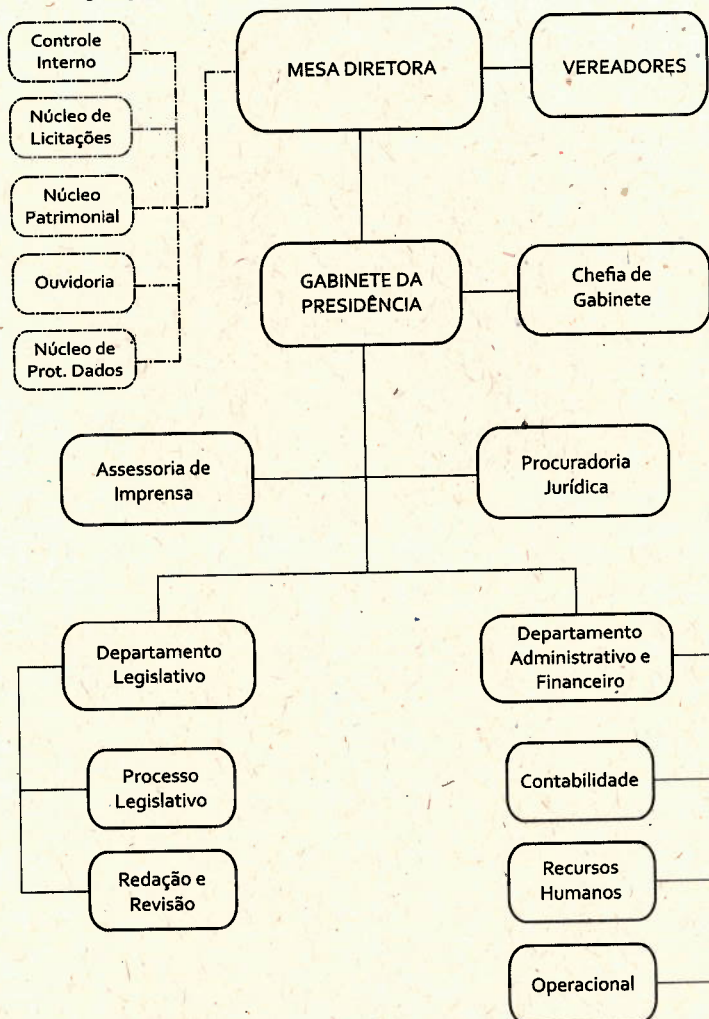 Controle
Interno
MESA DIRETORA
VEREADORES
Núcleo de
Licitações
Núcleo
Patrimonial
Ouvidoria
GABINETE DA
PRESIDÊNCIA
Chefia de
Gabinete
Núcleo de
Prot. Dados
Assessoria de
Imprensa
Procuradoria
Jurídica
Departamento
Legislativo
Departamento
Administrativo e
Financeiro
Processo
Legislativo
Contabilidade
Redação e
Revisão
Recursos
Humanos
Operacional